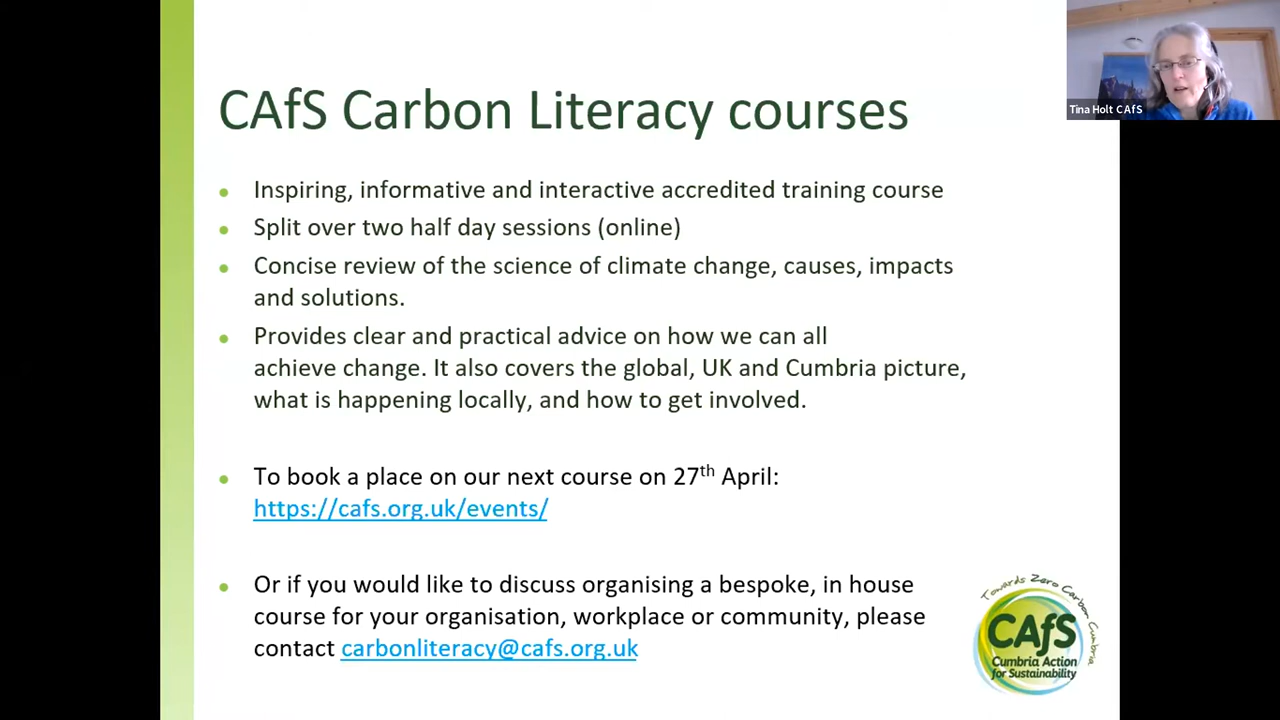 CAfS Carbon Literacy courses
Tina Holt CAfS
Inspiring, informative and interactive accredited training course
Split over two half day sessions (online)
Concise review of the science of climate change, causes, impacts
and solutions.
Provides clear and practical advice on how we can all
achieve change. It also covers the global, UK and Cumbria picture,
what is happening locally, and how to get involved.
To book a place on our next course on 27th April:
https://cafs.org.uk/events/
Or if you would like to discuss organising a bespoke, in house
course for your organisation, workplace or community, please
contact carbonliteracy@cafs.org.uk
Towards Zero Carbon Cumbria
CAfS
Cumbria Action
for Sustainability